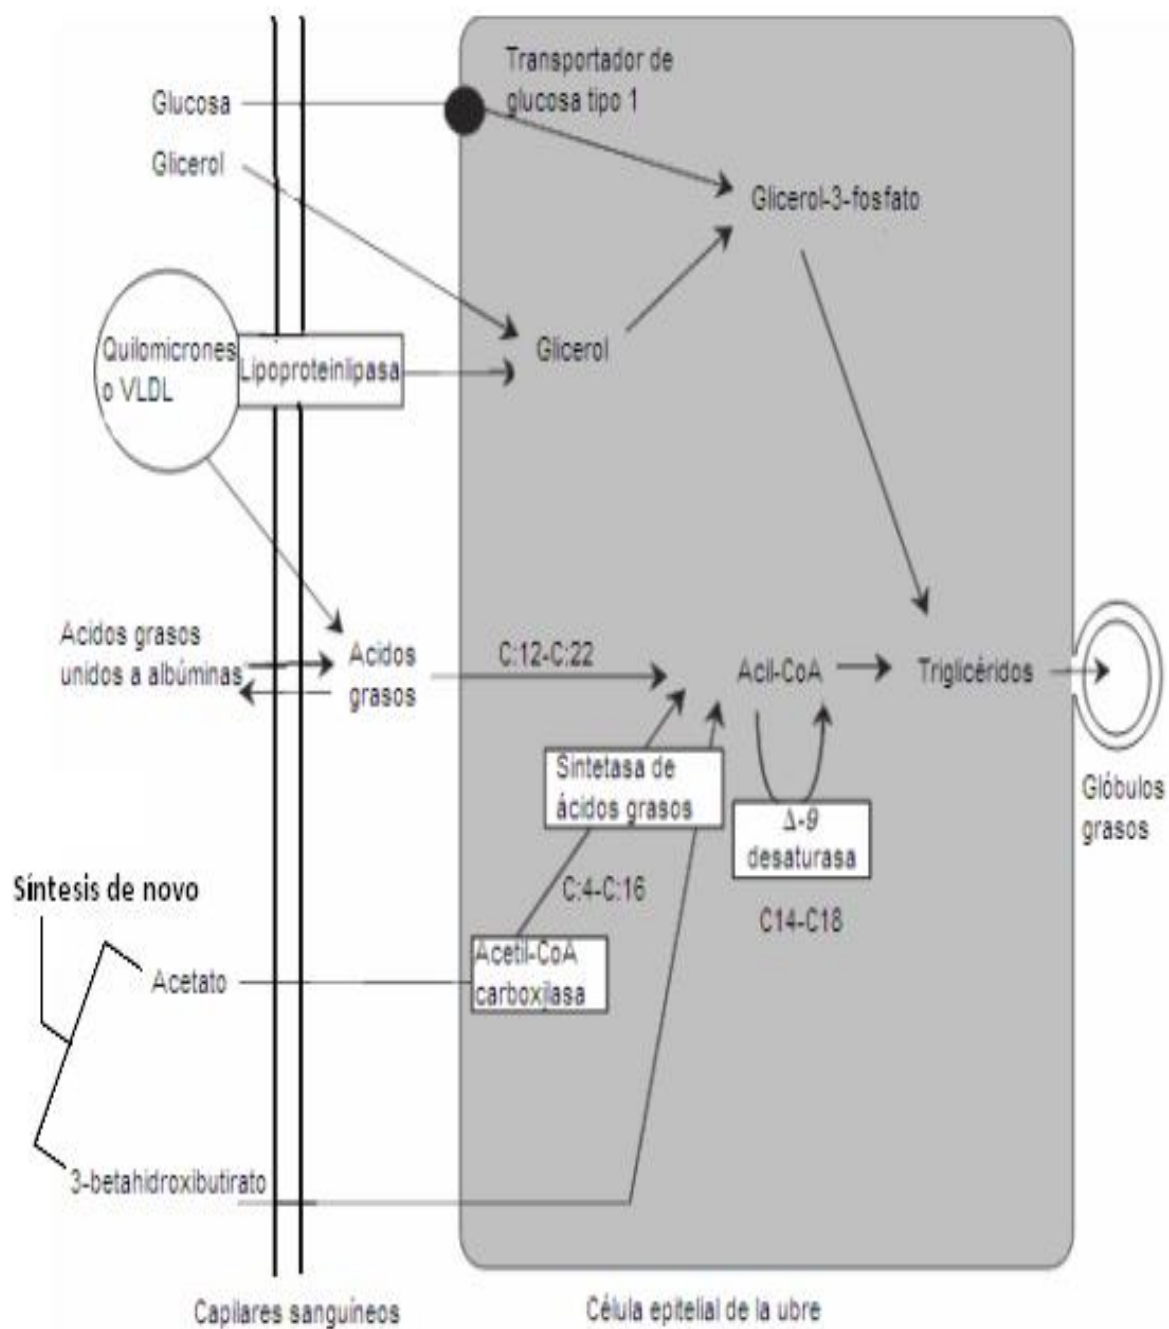 Transportador de
glucosa tipo 1
Glucosa
Glicerol
Glicerol-3-fosfato
Quilomicrones
o VLDL
Lipoproteinlipasa
Glicerol
Acidos grasos
unidos a albúminas
Acidos
grasos
C:12-C:22
Acil-CoA
Triglicéridos
Sintetasa de
ácidos grasos
Δ-9
desaturasa
Glóbulos
grasos
Síntesis de novo
C:4-C:16
C14-C18
Acetato
Acetil-CoA
carboxilasa
3-betahidroxibutirato
Capilares sanguíneos
Célula epitelial de la ubre